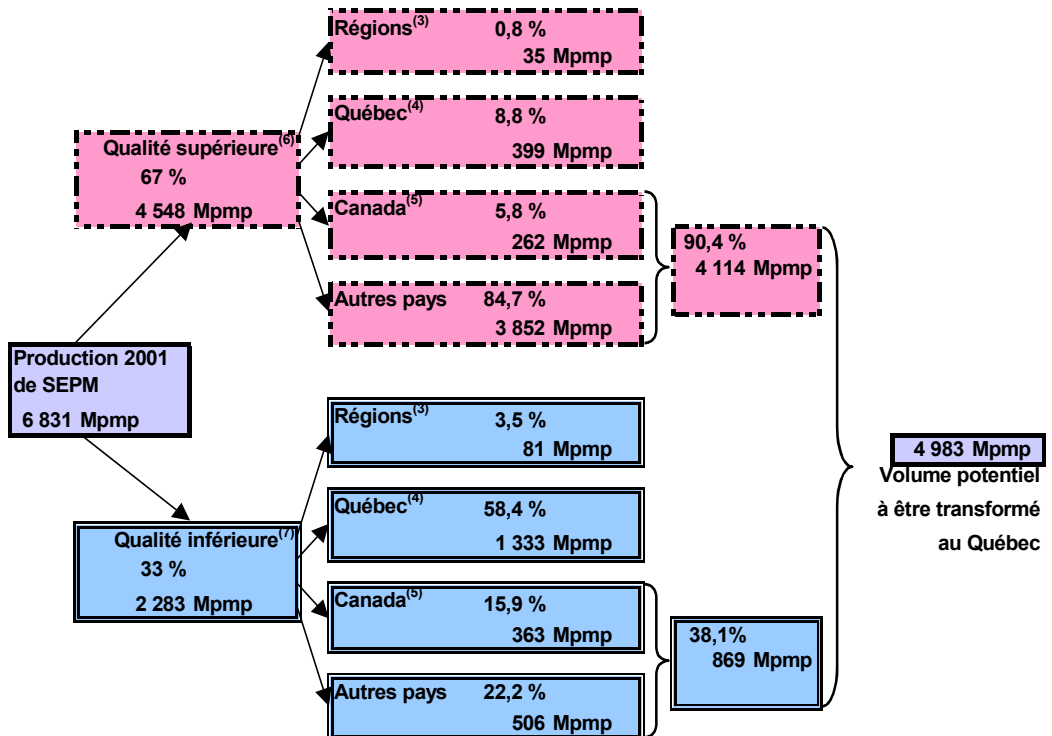 Régions(3) 0,8 %
35 Mpmp
Québec(4) 8,8 %
399 Mpmp
Qualité supérieure(6)
67 %
4 548 Mpmp
Canada(5) 5,8 %
262 Mpmp
90,4 %
4 114 Mpmp
Autres pays 84,7 %
3 852 Mpmp
Production 2001
de SEPM
6 831 Mpmp
Régions(3) 3,5 %
81 Mpmp
4 983 Mpmp
Volume potentiel
à être transformé
au Québec
Québec(4) 58,4 %
1 333 Mpmp
Qualité inférieure(7)
33 %
2 283 Mpmp
Canada(5) 15,9 %
363 Mpmp
38,1%
869 Mpmp
Autres pays 22,2 %
506 Mpmp